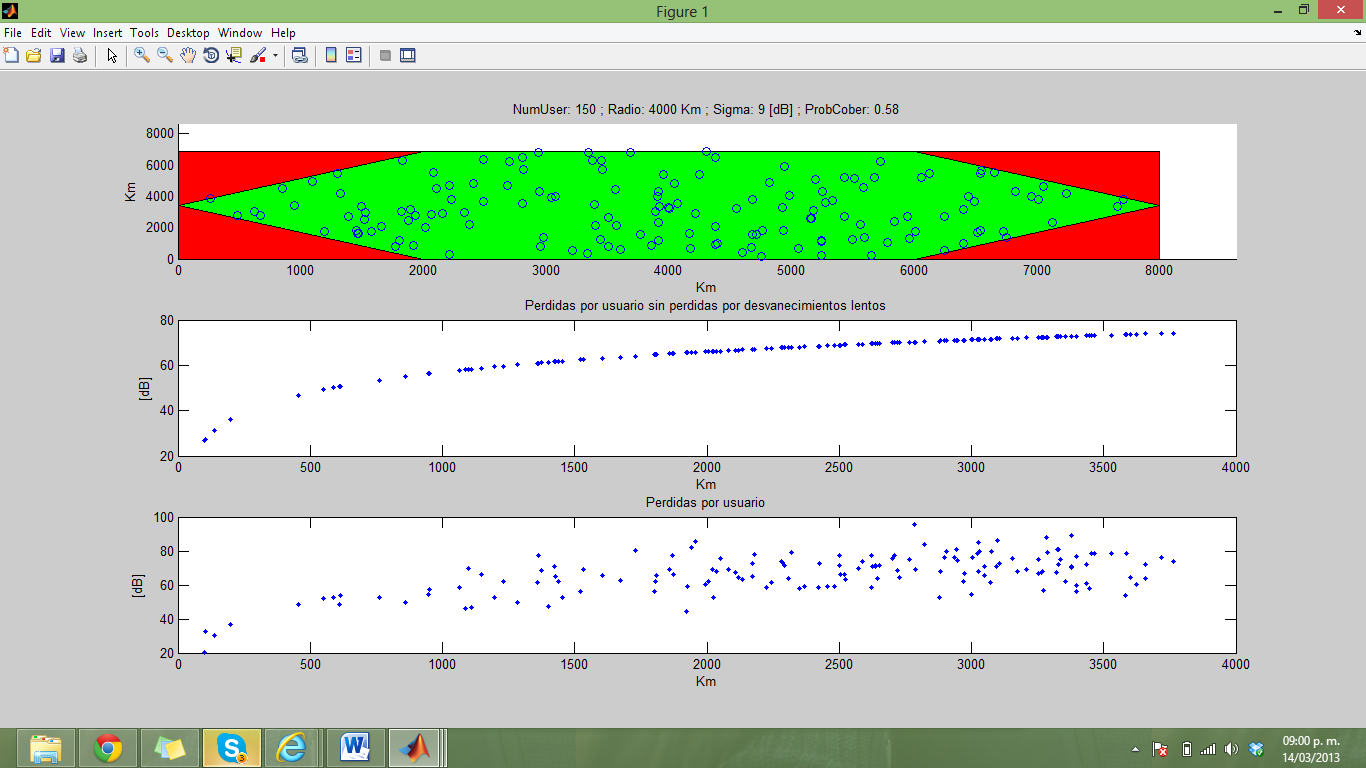 Figure 1
File Edit View Insert Tools Desktop Window Help
NumUser: 150 ; Radio: 4000 Km ; Sigma: 9 [dB] ; ProbCober: 0.58
8000
6000
4000
2000
0
Km
0 1000 2000 3000 4000 5000 6000 7000 8000
Km
Perdidas por usuario sin perdidas por desvanecimientos lentos
80
60
40
20
[dB]
0 500 1000 1500 2000 2500 3000 3500 4000
Km
Perdidas por usuario
100
80
60
40
20
[dB]
0 500 1000 1500 2000 2500 3000 3500 4000
Km
3
09:00 p. m.
14/03/2013